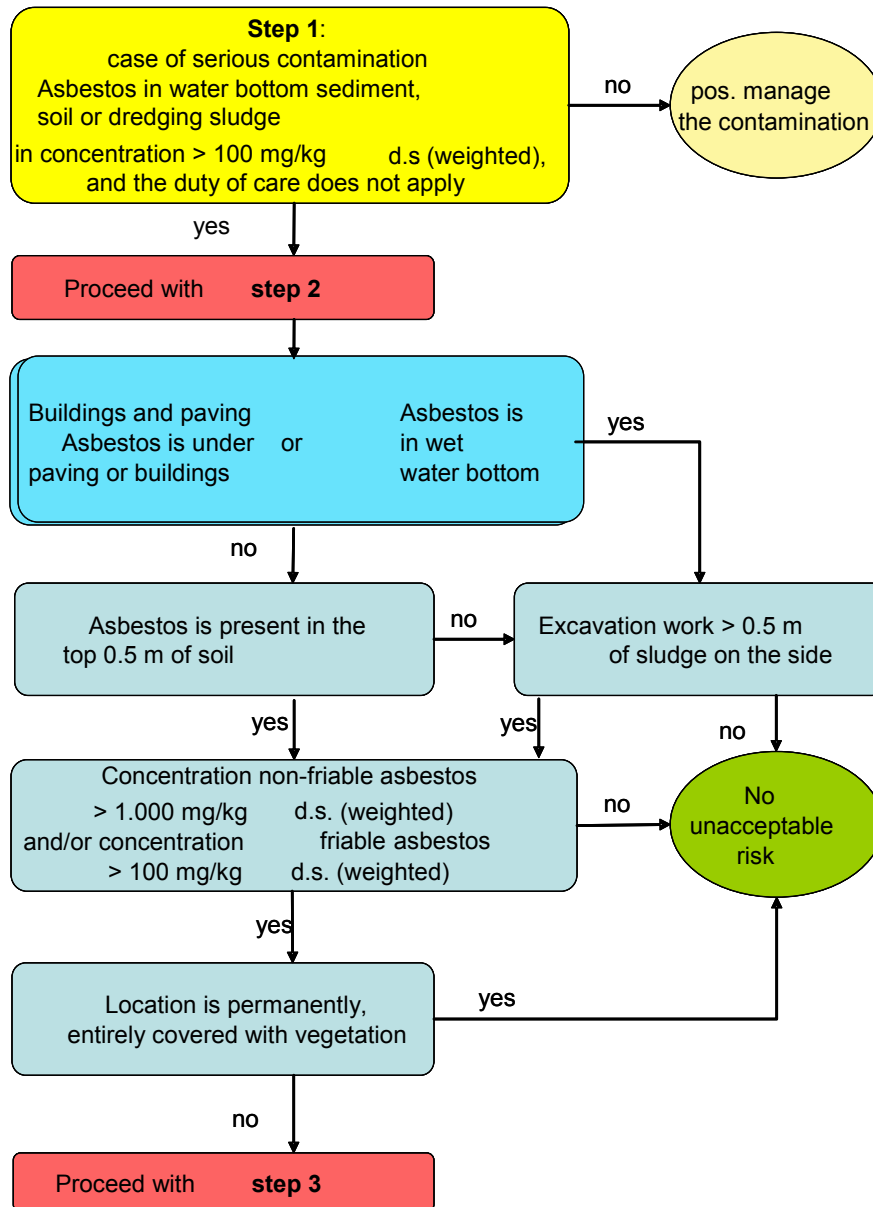 Step 1:
case of serious contamination
Asbestos in water bottom sediment,
soil or dredging sludge
in concentration > 100 mg/kg d.s (weighted),
and the duty of care does not apply
no
pos. manage
the contamination
yes
Proceed with step 2
Buildings and paving
Asbestos is under or
paving or buildings
Asbestos is
in wet
water bottom
yes
no
Asbestos is present in the
top 0.5 m of soil
no
Excavation work > 0.5 m
of sludge on the side
yes
yes
no
Concentration non-friable asbestos
> 1.000 mg/kg d.s. (weighted)
and/or concentration friable asbestos
> 100 mg/kg d.s. (weighted)
no
No
unacceptable
risk
yes
Location is permanently,
entirely covered with vegetation
yes
no
Proceed with step 3